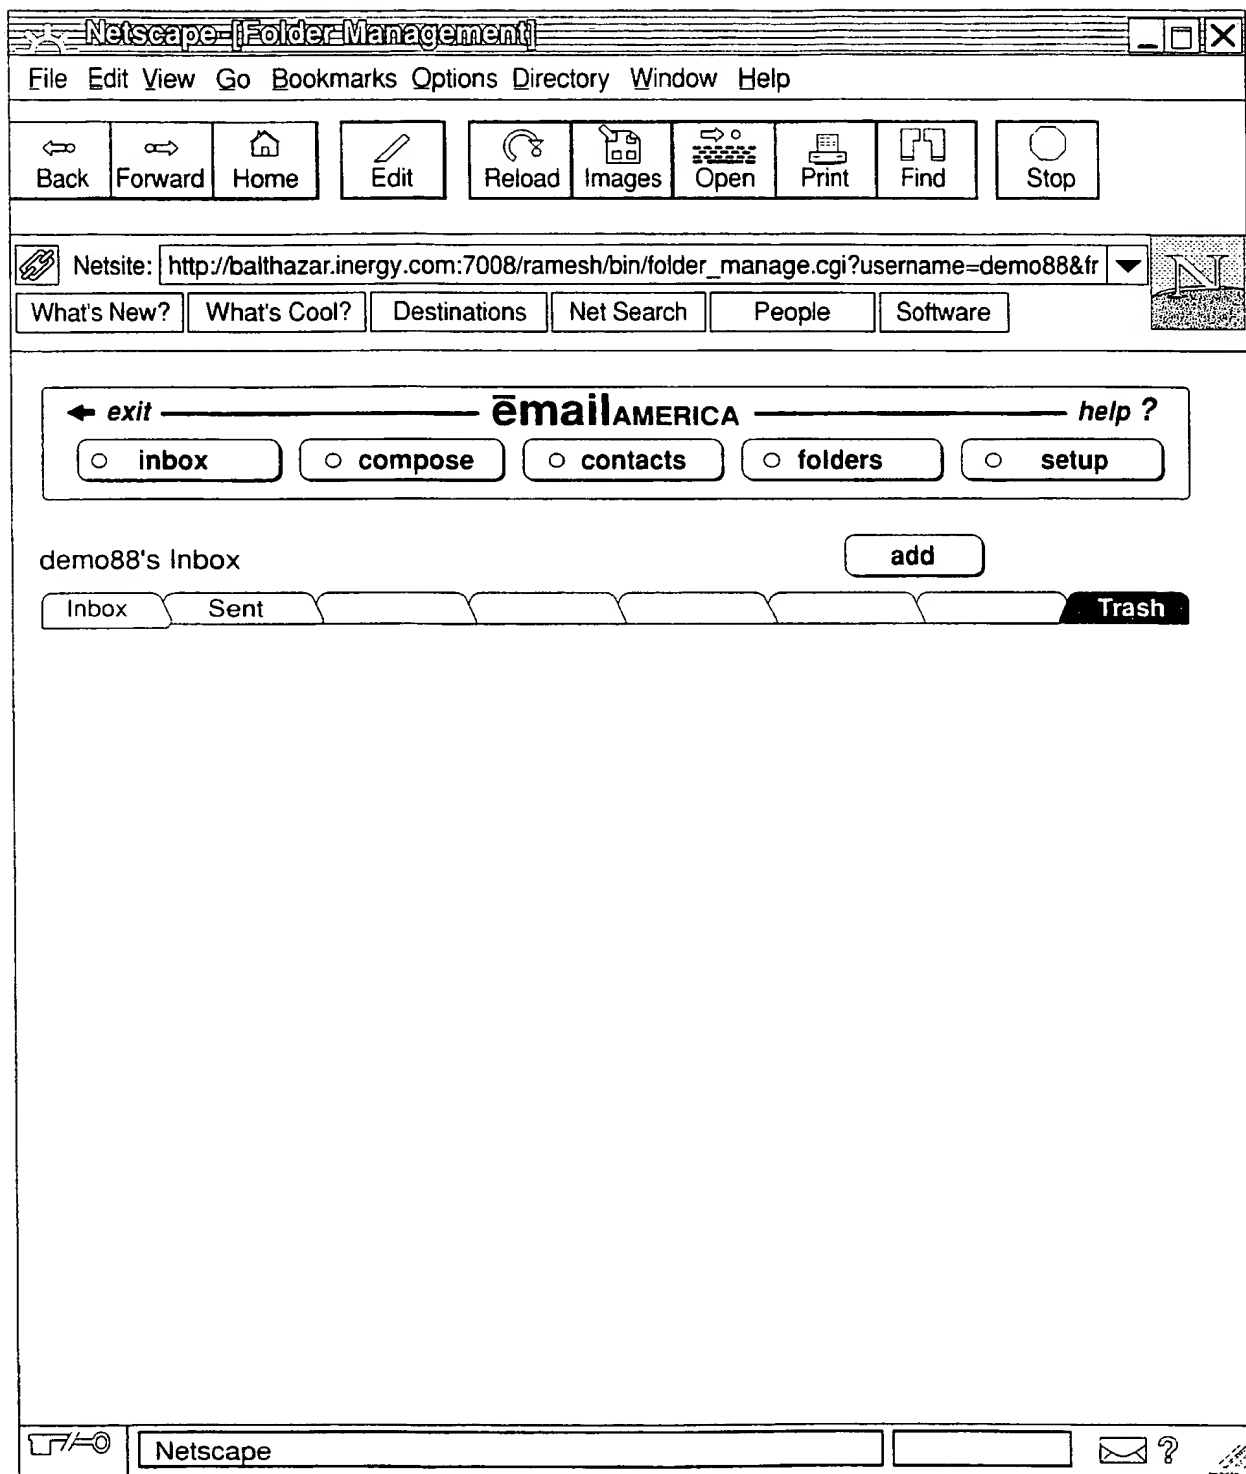 Netscape-[Folder Management]
File Edit View Go Bookmarks Options Directory Window Help
Back Forward Home Edit Reload Images Open Print Find Stop
Netsite: http://balthazar.inergy.com:7008/ramesh/bin/folder_manage.cgi?username=demo88&fr
N
What's New? What's Cool? Destinations Net Search People Software
exit ēmailAMERICA help ?
inbox compose contacts folders setup
demo88's Inbox add
Inbox Sent Trash
Netscape ?